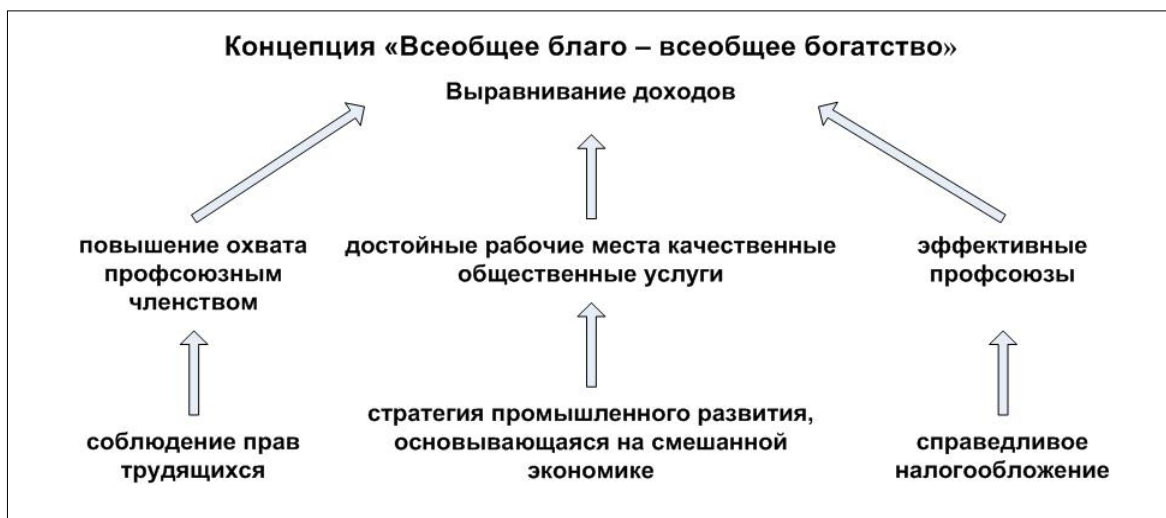 Концепция «Всеобщее благо – всеобщее богатство»
Выравнивание доходов
повышение охвата
профсоюзным
членством
достойные рабочие места качественные
общественные услуги
эффективные
профсоюзы
соблюдение прав
трудящихся
стратегия промышленного развития,
основывающаяся на смешанной
экономике
справедливое
налогообложение